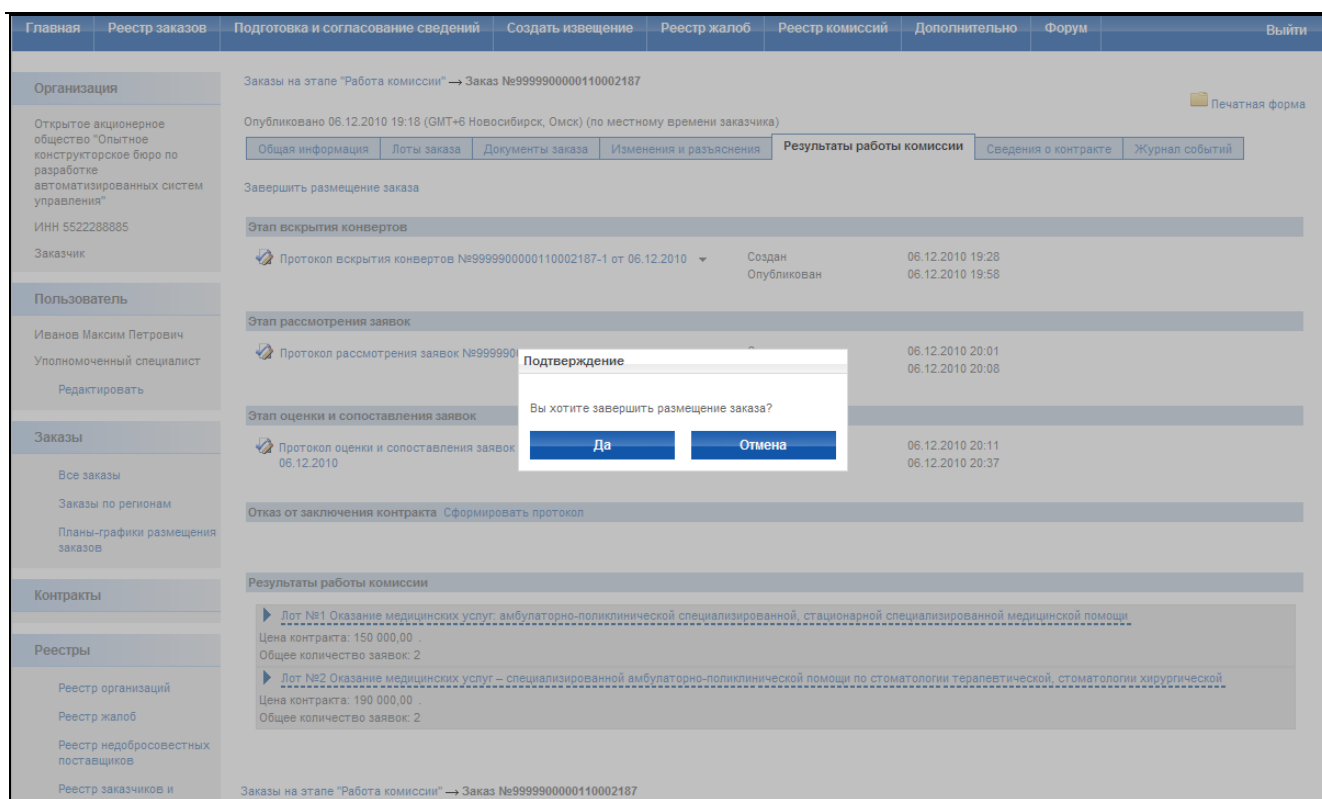 Главная Реестр заказов Подготовка и согласование сведений Создать извещение Реестр жалоб Реестр комиссий Дополнительно Форум Выйти
Организация
Открытое акционерное
общество "Опытное
конструкторское бюро по
разработке
автоматизированных систем
управления"
ИНН 5522288885
Заказчик
Пользователь
Иванов Максим Петрович
Уполномоченный специалист
Редактировать
Заказы
Все заказы
Заказы по регионам
Планы-графики размещения
заказов
Контракты
Реестры
Реестр организаций
Реестр жалоб
Реестр недобросовестных
поставщиков
Реестр заказчиков и
Заказы на этапе "Работа комиссии" → Заказ №9999900000110002187
Печатная форма
Опубликовано 06.12.2010 19:18 (GMT+6 Новосибирск, Омск) (по местному времени заказчика)
Общая информация Лоты заказа Документы заказа Изменения и разъяснения Результаты работы комиссии Сведения о контракте Журнал событий
Завершить размещение заказа
Этап вскрытия конвертов
Протокол вскрытия конвертов №9999900000110002187-1 от 06.12.2010 Создан 06.12.2010 19:28
Опубликован 06.12.2010 19:58
Этап рассмотрения заявок
Протокол рассмотрения заявок 06.12.2010 20:01
06.12.2010 20:08
Этап оценки и сопоставления заявок
Протокол оценки и сопоставления заявок 06.12.2010 20:11
06.12.2010 06.12.2010 20:37
Подтверждение
Вы хотите завершить размещение заказа?
Да Отмена
Отказ от заключения контракта Сформировать протокол
Результаты работы комиссии
Лот №1 Оказание медицинских услуг: амбулаторно-поликлинической специализированной, стационарной специализированной медицинской помощи
Цена контракта: 150 000,00 .
Общее количество заявок: 2
Лот №2 Оказание медицинских услуг – специализированной амбулаторно-поликлинической помощи по стоматологии терапевтической, стоматологии хирургической
Цена контракта: 190 000,00 .
Общее количество заявок: 2
Заказы на этапе "Работа комиссии" → Заказ №9999900000110002187